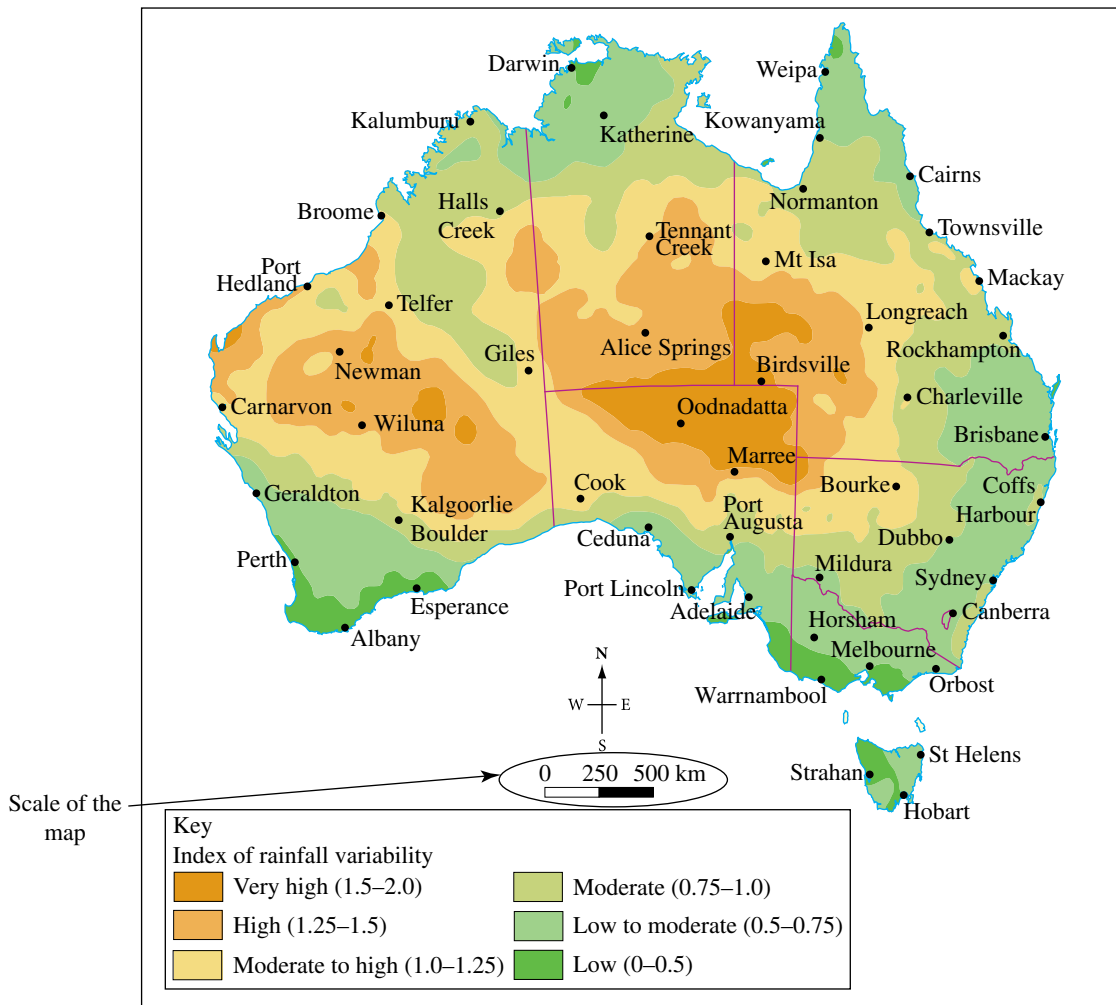 Darwin
Weipa
Kalumburu
Katherine
Kowanyama
Cairns
Broome
Halls
Creek
Normanton
Tennant
Creek
Townsville
Mt Isa
Port
Hedland
Mackay
Telfer
Longreach
Giles
Alice Springs
Rockhampton
Newman
Birdsville
Carnarvon
Oodnadatta
Charleville
Wiluna
Brisbane
Marree
Geraldton
Cook
Bourke
Coffs
Harbour
Kalgoorlie
Boulder
Port
Augusta
Ceduna
Dubbo
Perth
Mildura
Sydney
Port Lincoln
Esperance
Adelaide
Canberra
Albany
Horsham
Melbourne
N
Warrnambool
Orbost
W E
S
St Helens
0 250 500 km
Strahan
Hobart
Scale of the
map
Key
Index of rainfall variability
Very high (1.5–2.0)
Moderate (0.75–1.0)
High (1.25–1.5)
Low to moderate (0.5–0.75)
Moderate to high (1.0–1.25)
Low (0–0.5)